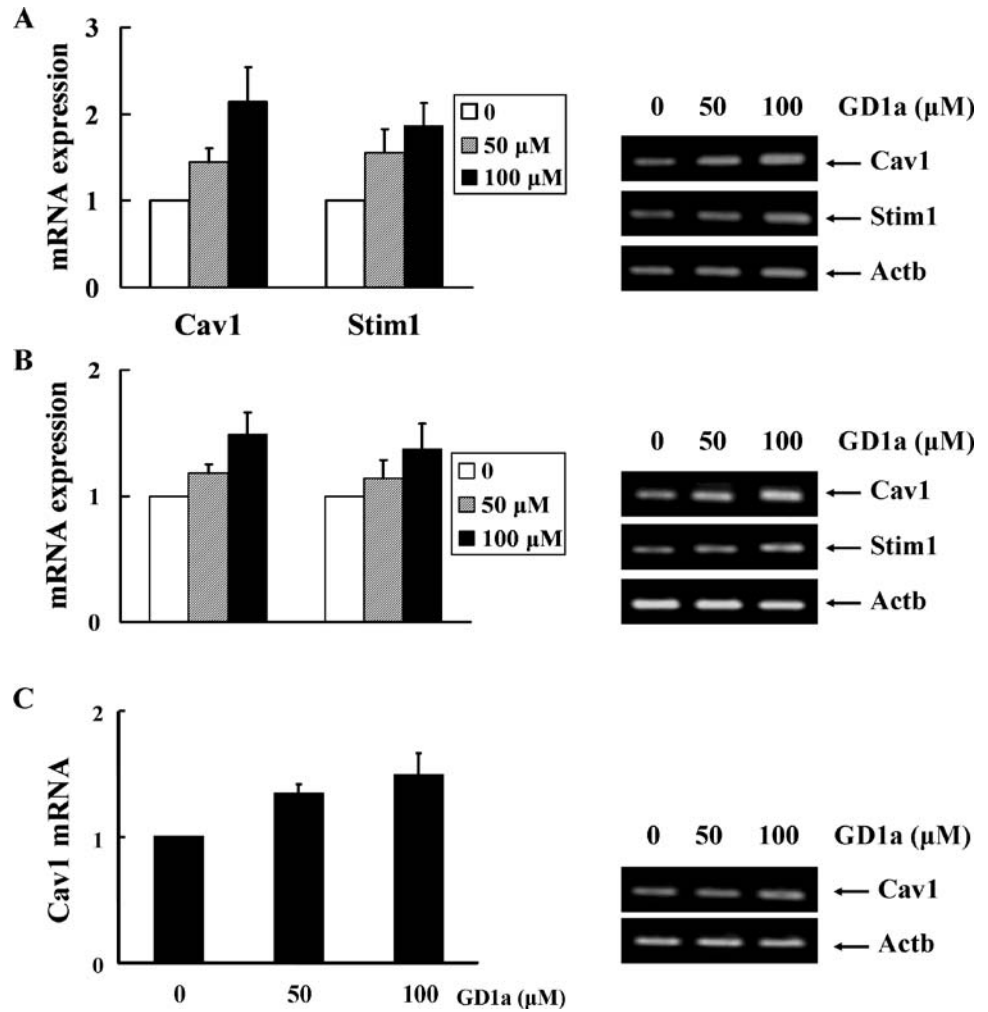 A
mRNA expression
3
2
1
0
Cav1 Stim1
0
50 µM
100 µM
0 50 100 GD1a (µM)
Cav1
Stim1
Actb
B
mRNA expression
2
1
0
0
50 µM
100 µM
0 50 100 GD1a (µM)
Cav1
Stim1
Actb
C
Cav1 mRNA
2
1
0
0 50 100 GD1a (µM)
0 50 100 GD1a (µM)
Cav1
Actb